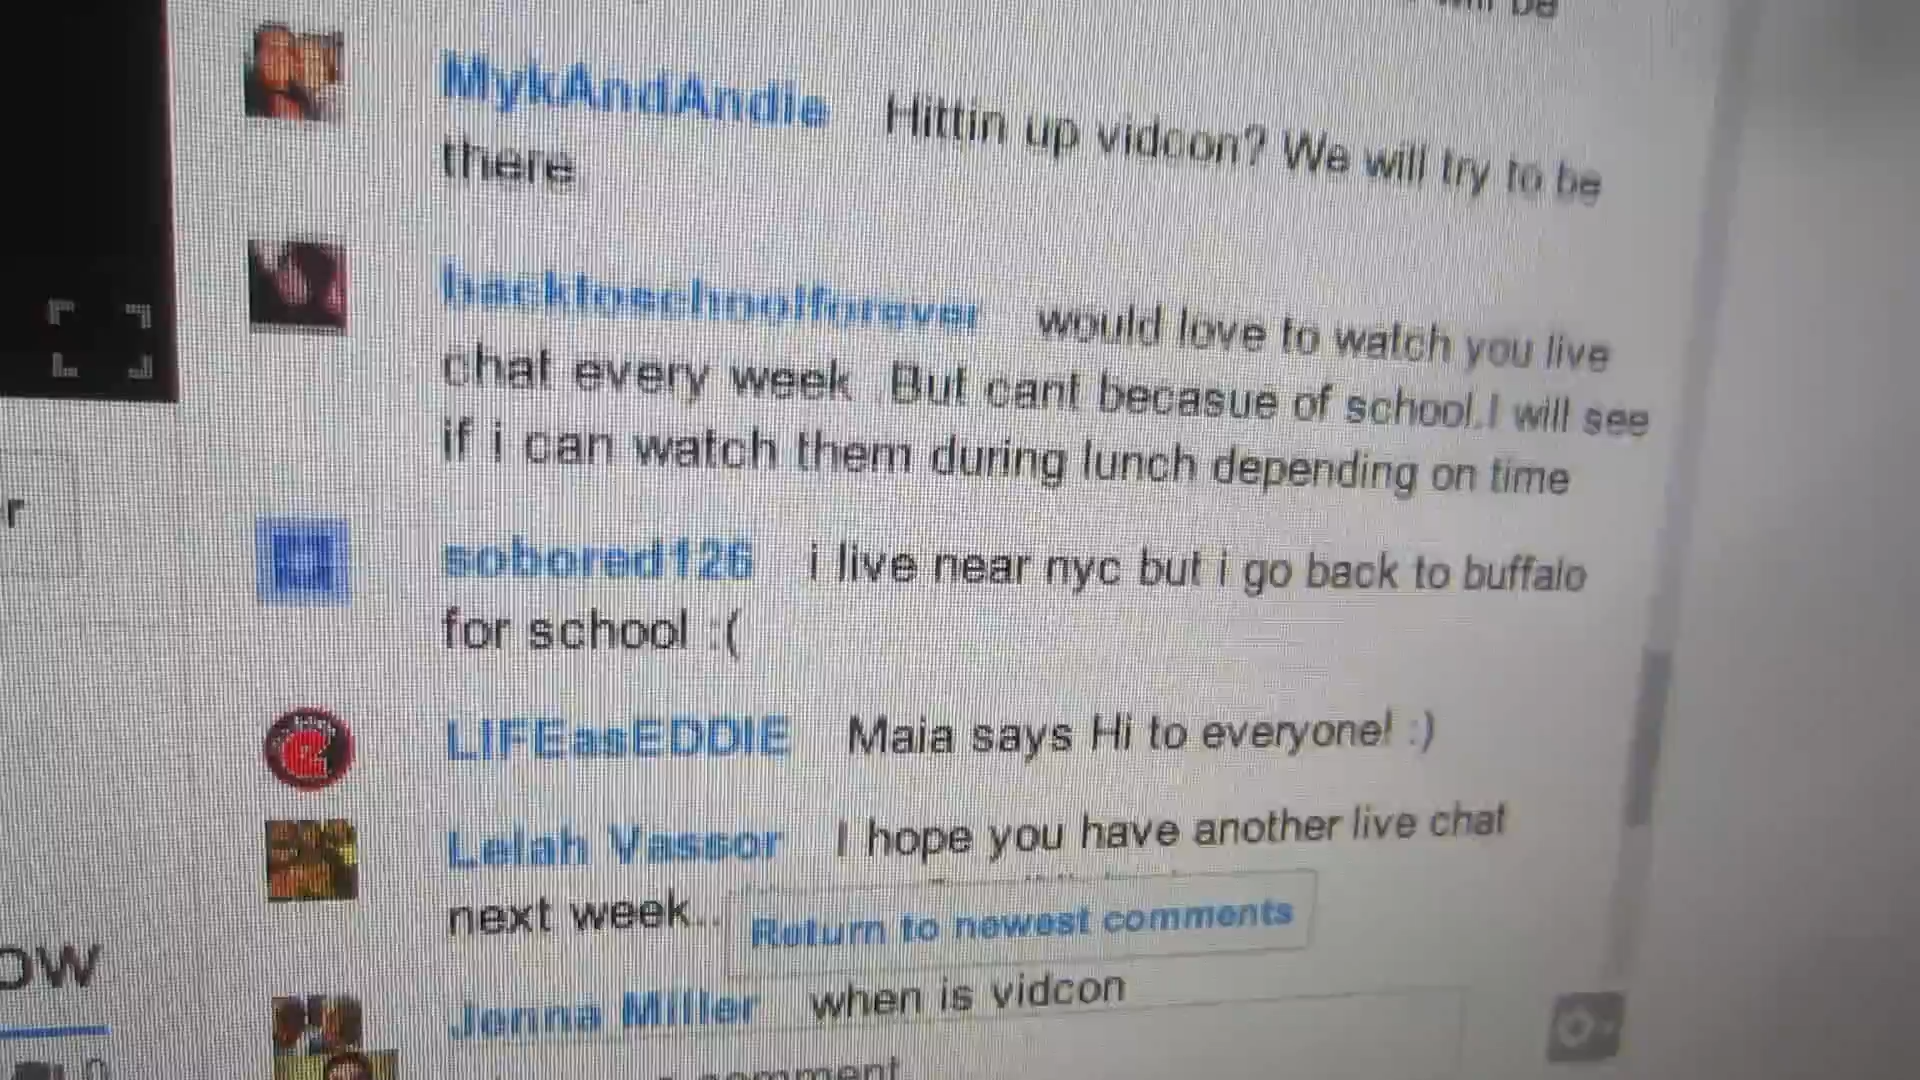 MykAndAndie Hittin up vidcon? We will try to be
there
backtoschoolforever would love to watch you live
chat every week But cant becasue of school.I will see
if i can watch them during lunch depending on time
sobored126 i live near nyc but i go back to buffalo
for school :(
LIFEasEDDIE Maia says Hi to everyone! :)
Lelah Vassor I hope you have another live chat
next week..
Return to newest comments
Jenna Miller when is vidcon
comment